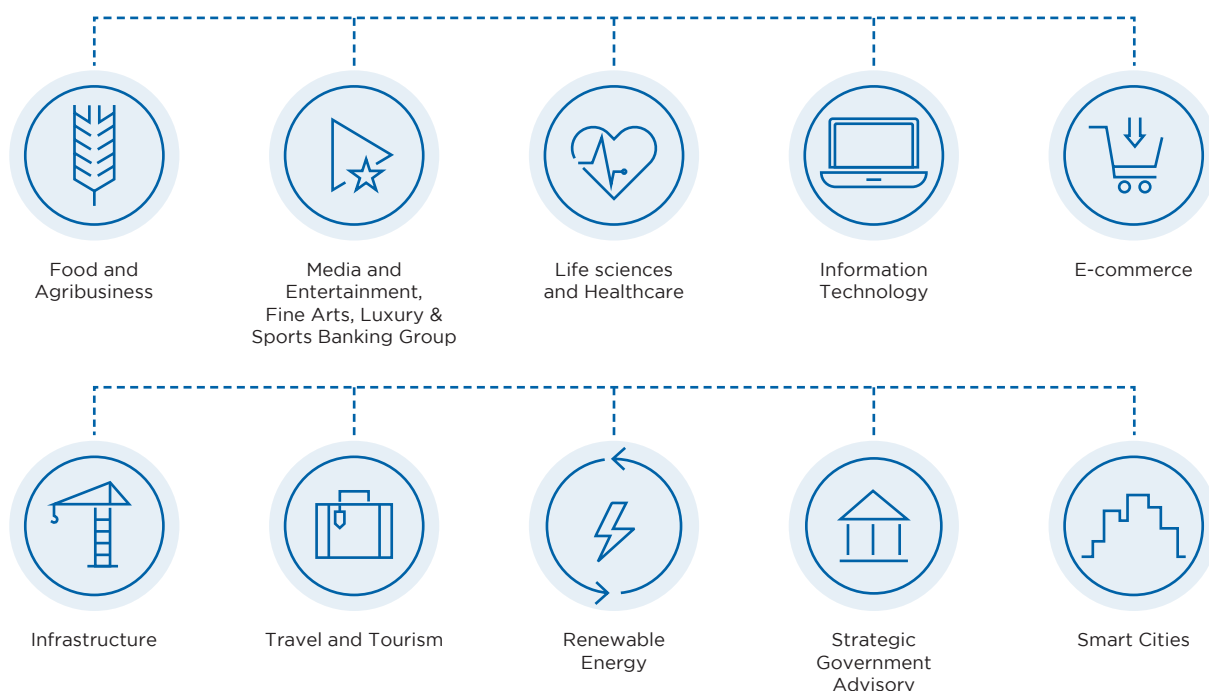 Food and
Agribusiness
Media and
Entertainment,
Fine Arts, Luxury &
Sports Banking Group
Life sciences
and Healthcare
Information
Technology
E-commerce
Infrastructure
Travel and Tourism
Renewable
Energy
Strategic
Government
Advisory
Smart Cities